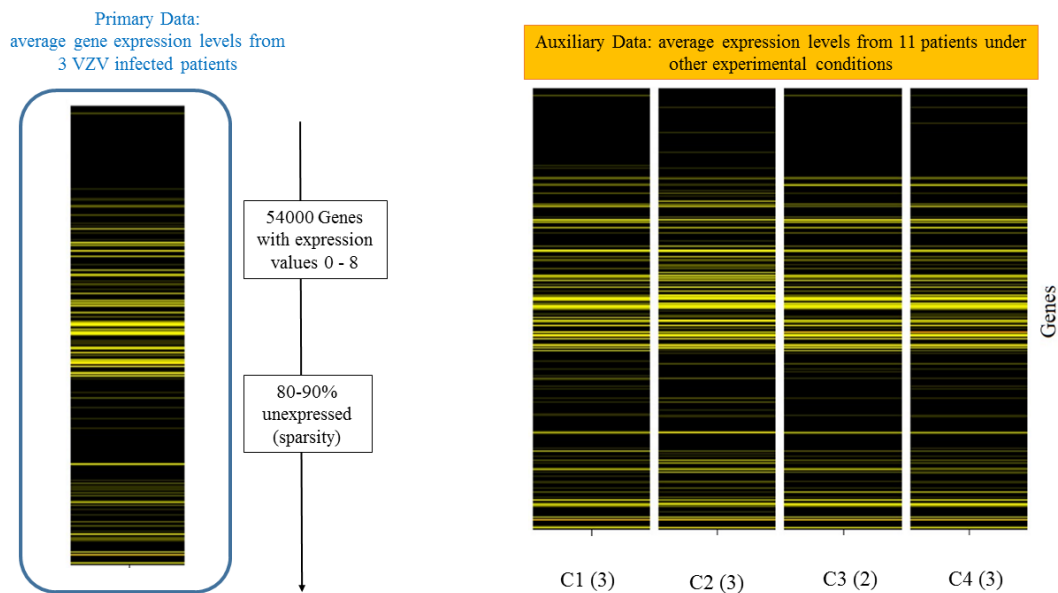 Primary Data:
average gene expression levels from
3 VZV infected patients
54000 Genes
with expression
values 0 - 8
80-90%
unexpressed
(sparsity)
Auxiliary Data: average expression levels from 11 patients under
other experimental conditions
Genes
C1 (3)
C2 (3)
C3 (2)
C4 (3)